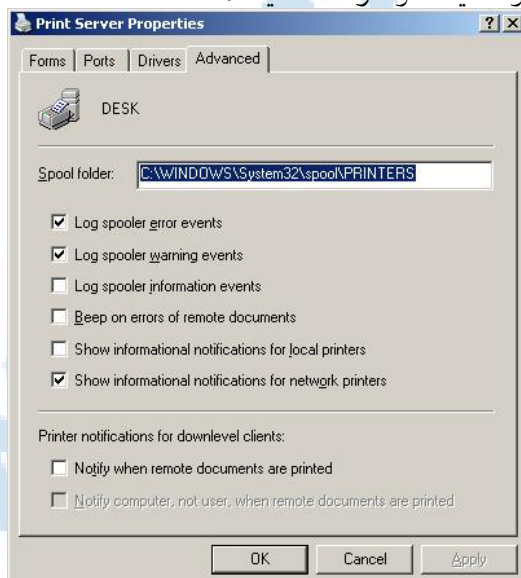 Print Server Properties
Forms Ports Drivers Advanced
DESK
Spool folder: C:\WINDOWS\System32\spool\PRINTERS
Log spooler error events
Log spooler warning events
Log spooler information events
Beep on errors of remote documents
Show informational notifications for local printers
Show informational notifications for network printers
Printer notifications for downlevel clients:
Notify when remote documents are printed
Notify computer, not user, when remote documents are printed
OK Cancel Apply